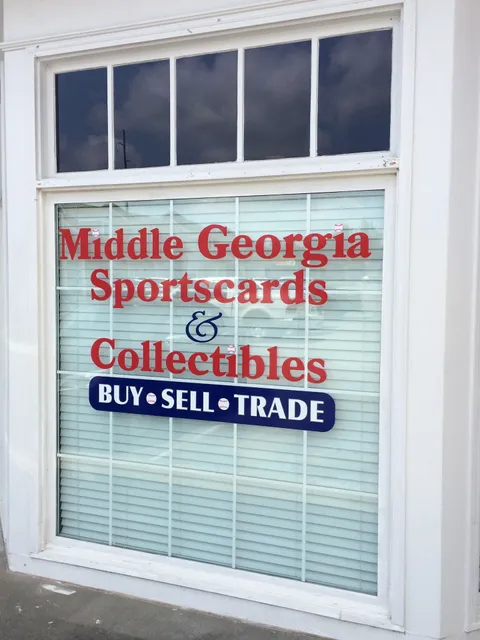 Middle Georgia
Sportscards
&
Collectibles
BUY • SELL • TRADE